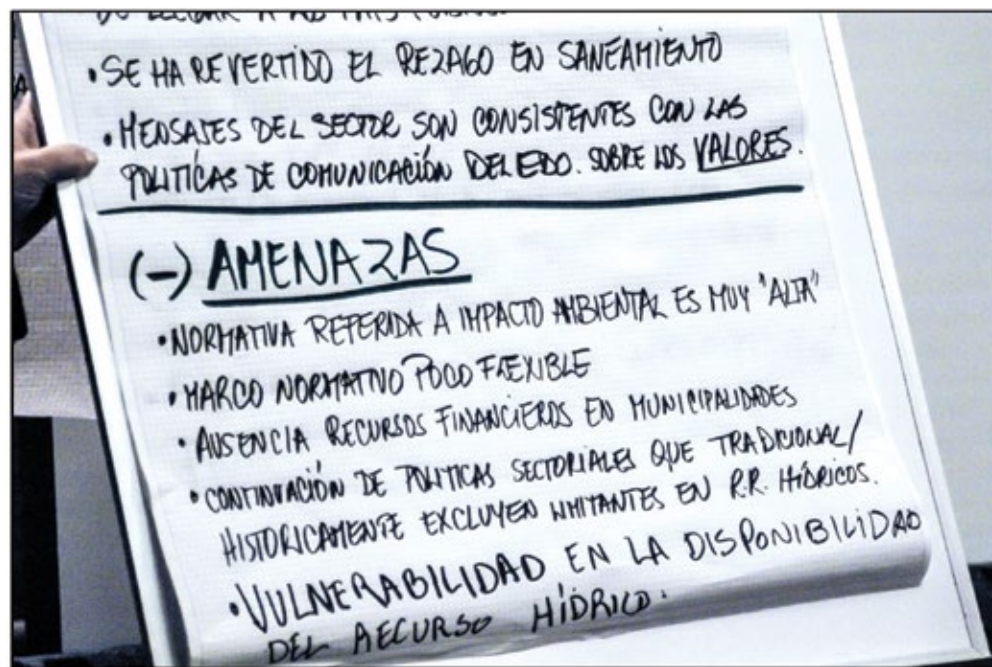 • SE HA REVERTIDO EL REZAGO EN SANEAMIENTO
• MENSAJES DEL SECTOR SON CONSISTENTES CON LAS
POLÍTICAS DE COMUNICACIÓN DEL EDO. SOBRE LOS VALORES.
(-) AMENAZAS
• NORMATIVA REFERIDA A IMPACTO AMBIENTAL ES MUY "ALTA"
• MARCO NORMATIVO POCO FLEXIBLE
• AUSENCIA RECURSOS FINANCIEROS EN MUNICIPALIDADES
• CONTINUACIÓN DE POLITICAS SECTORIALES QUE TRADICIONAL/
HISTORICAMENTE EXCLUYEN LIMITANTES EN R.R. HÍDRICOS.
• VULNERABILIDAD EN LA DISPONIBILIDAD
DEL RECURSO HÍDRICO.